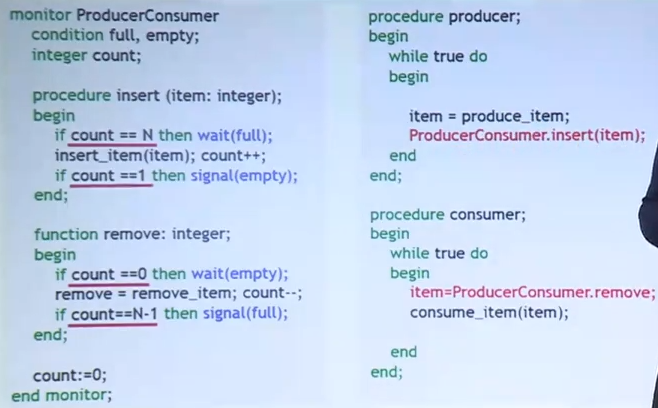 monitor ProducerConsumer
condition full, empty;
integer count;
procedure insert (item: integer);
begin
if count == N then wait(full);
insert_item(item); count++;
if count ==1 then signal(empty);
end;
function remove: integer;
begin
if count ==0 then wait(empty);
remove = remove_item; count--;
if count==N-1 then signal(full);
end;
count:=0;
end monitor;
procedure producer;
begin
while true do
begin
item = produce_item;
ProducerConsumer.insert(item);
end
end;
procedure consumer;
begin
while true do
begin
item=ProducerConsumer.remove;
consume_item(item);
end
end;